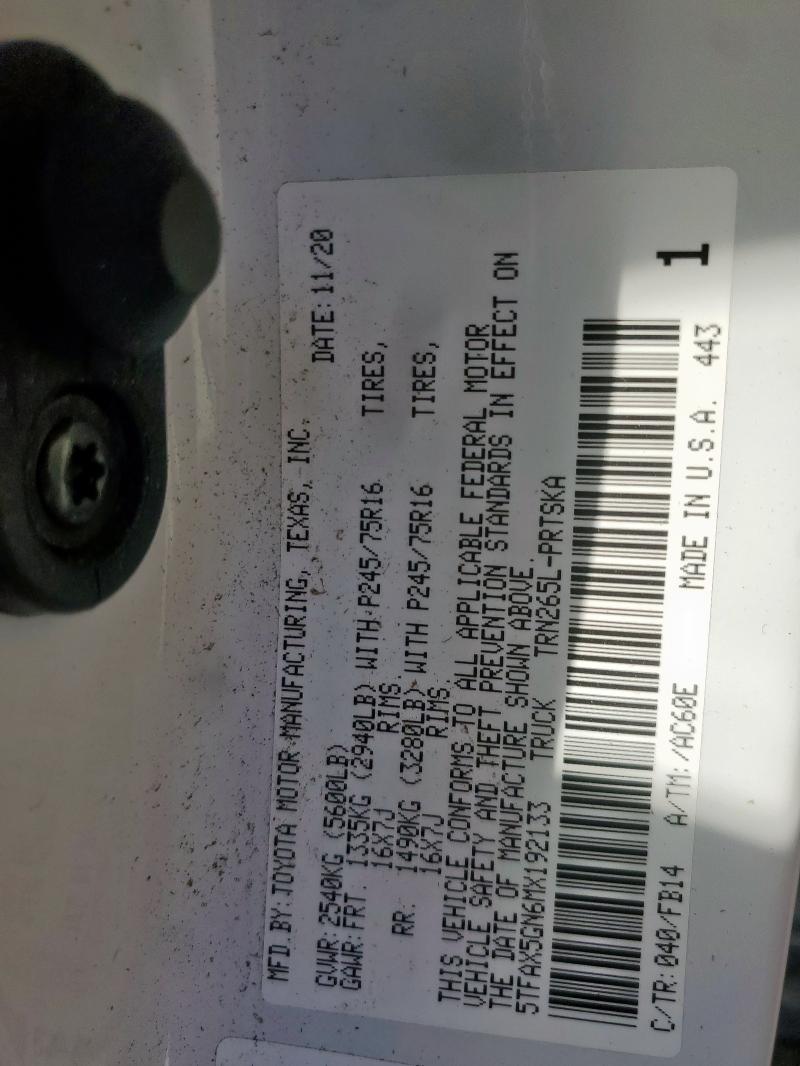 MFD. BY: TOYOTA MOTOR MANUFACTURING, TEXAS, INC.
DATE: 11/20
GVWR: 2540KG (5600LB)
GAWR: FRT. 1335KG (2940LB) WITH P245/75R16 TIRES,
16X7J RIMS.
RR: 1490KG (3280LB) WITH P245/75R16 TIRES,
16X7J RIMS.
THIS VEHICLE CONFORMS TO ALL APPLICABLE FEDERAL MOTOR
VEHICLE SAFETY AND THEFT PREVENTION STANDARDS IN EFFECT ON
THE DATE OF MANUFACTURE SHOWN ABOVE.
5TFAX5GN6MX192133 TRUCK TRN265L-PRTSKA
1
C/TR: 040/FB14 A/TM: /AC60E MADE IN U.S.A. 443